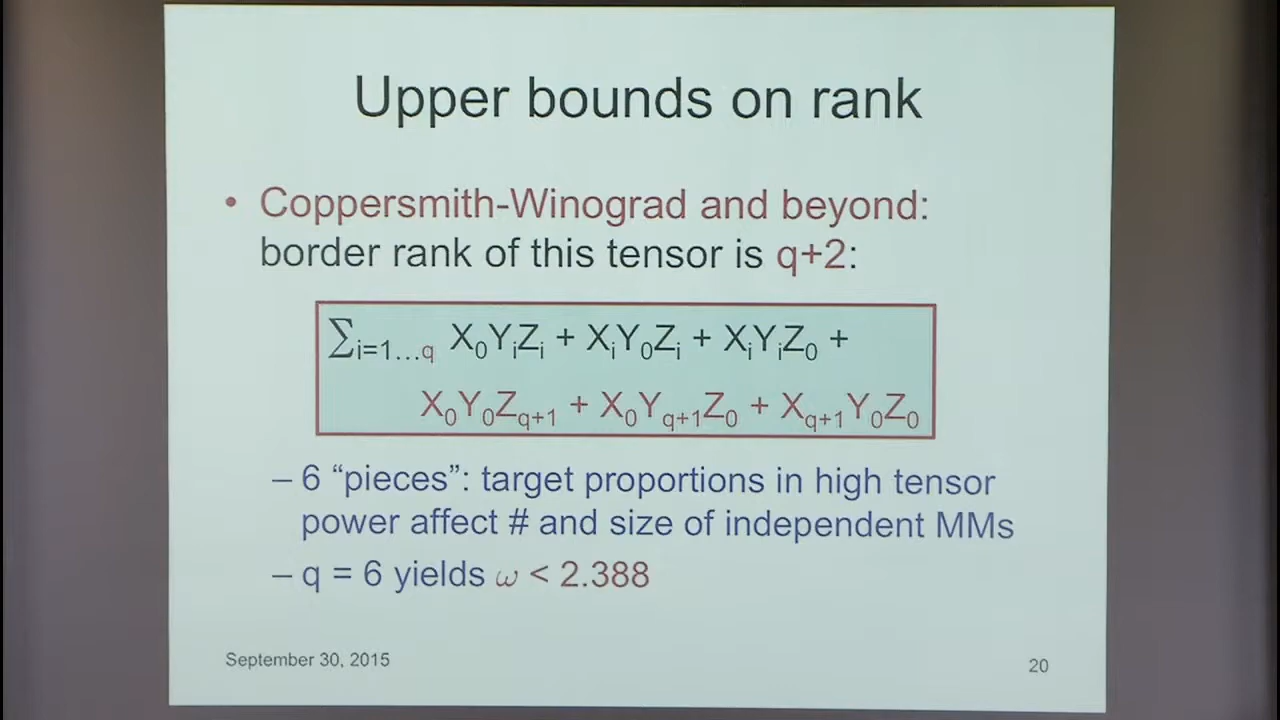 Upper bounds on rank
• Coppersmith-Winograd and beyond:
border rank of this tensor is q+2:
∑i=1…q X0YiZi + XiY0Zi + XiYiZ0 +
X0Y0Zq+1 + X0Yq+1Z0 + Xq+1Y0Z0
– 6 “pieces”: target proportions in high tensor
power affect # and size of independent MMs
– q = 6 yields ω < 2.388
September 30, 2015
20